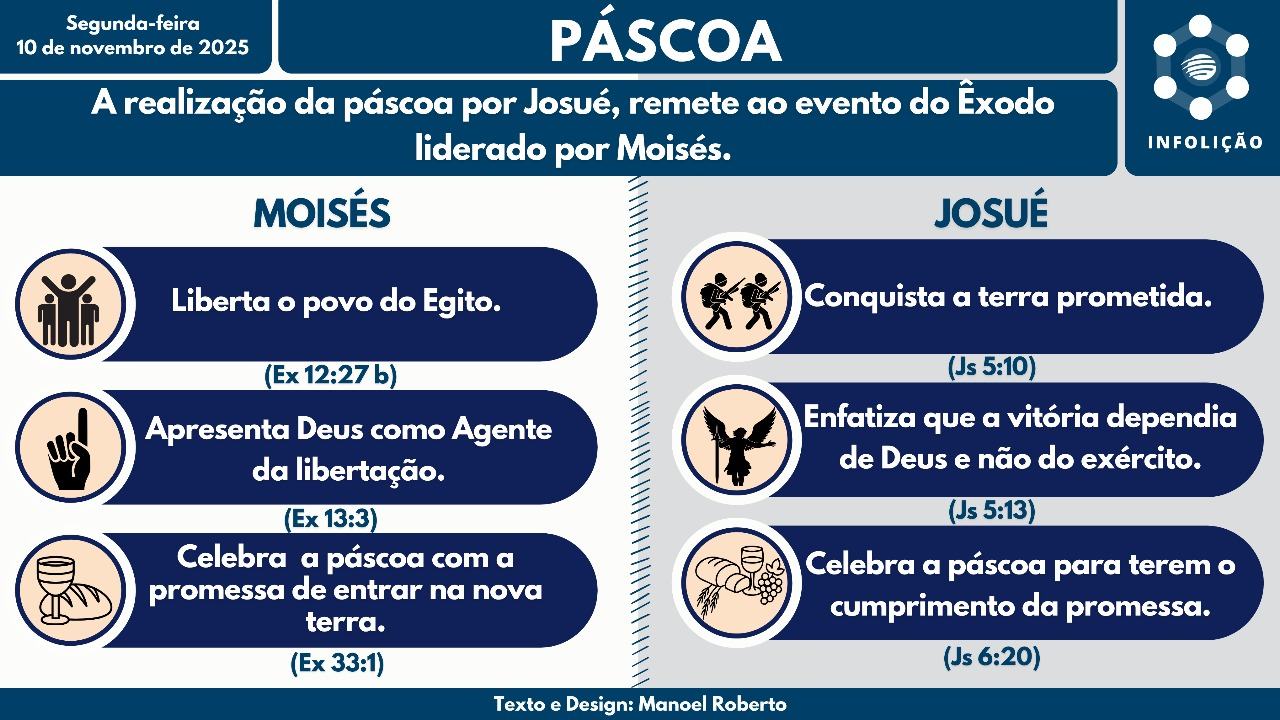 Segunda-feira
10 de novembro de 2025
PÁSCOA
A realização da páscoa por Josué, remete ao evento do Êxodo
liderado por Moisés.
INFOLIÇÃO
MOISÉS
Liberta o povo do Egito.
(Ex 12:27 b)
Apresenta Deus como Agente
da libertação.
(Ex 13:3)
Celebra a páscoa com a
promessa de entrar na nova
terra.
(Ex 33:1)
JOSUÉ
Conquista a terra prometida.
(Js 5:10)
Enfatiza que a vitória dependia
de Deus e não do exército.
(Js 5:13)
Celebra a páscoa para terem o
cumprimento da promessa.
(Js 6:20)
Texto e Design: Manoel Roberto